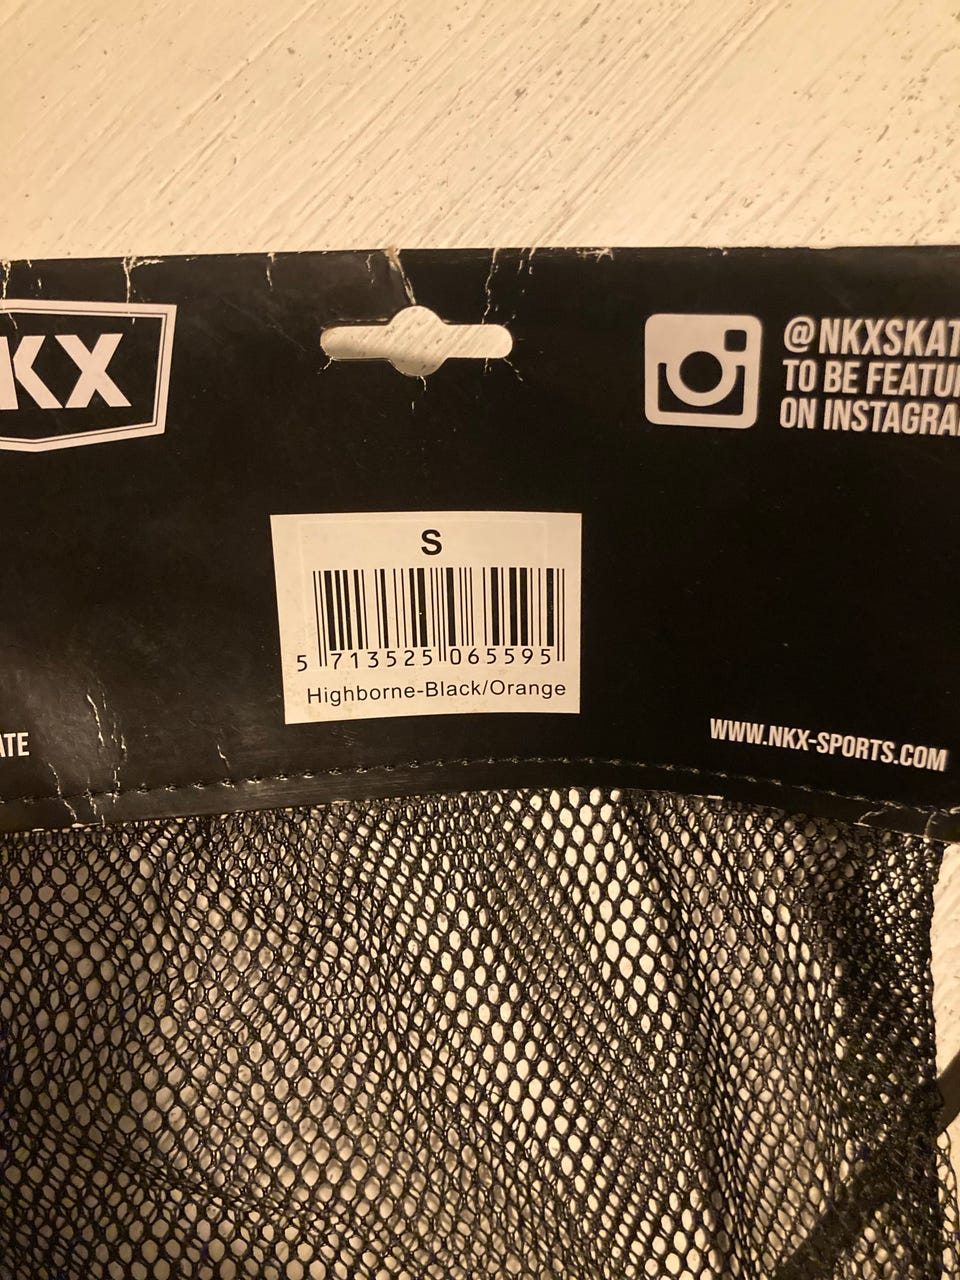 KX
@NKXSKAT
TO BE FEATU
ON INSTAGRA
S
5 713525 065595
Highborne-Black/Orange
ATE
WWW.NKX-SPORTS.COM